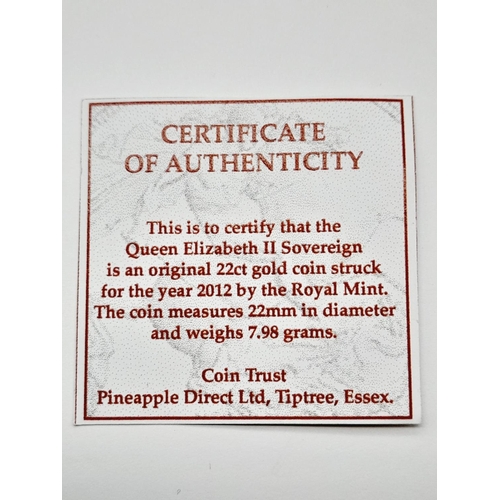 CERTIFICATE
OF AUTHENTICITY
This is to certify that the
Queen Elizabeth II Sovereign
is an original 22ct gold coin struck
for the year 2012 by the Royal Mint.
The coin measures 22mm in diameter
and weighs 7.98 grams.
Coin Trust
Pineapple Direct Ltd, Tiptree, Essex.